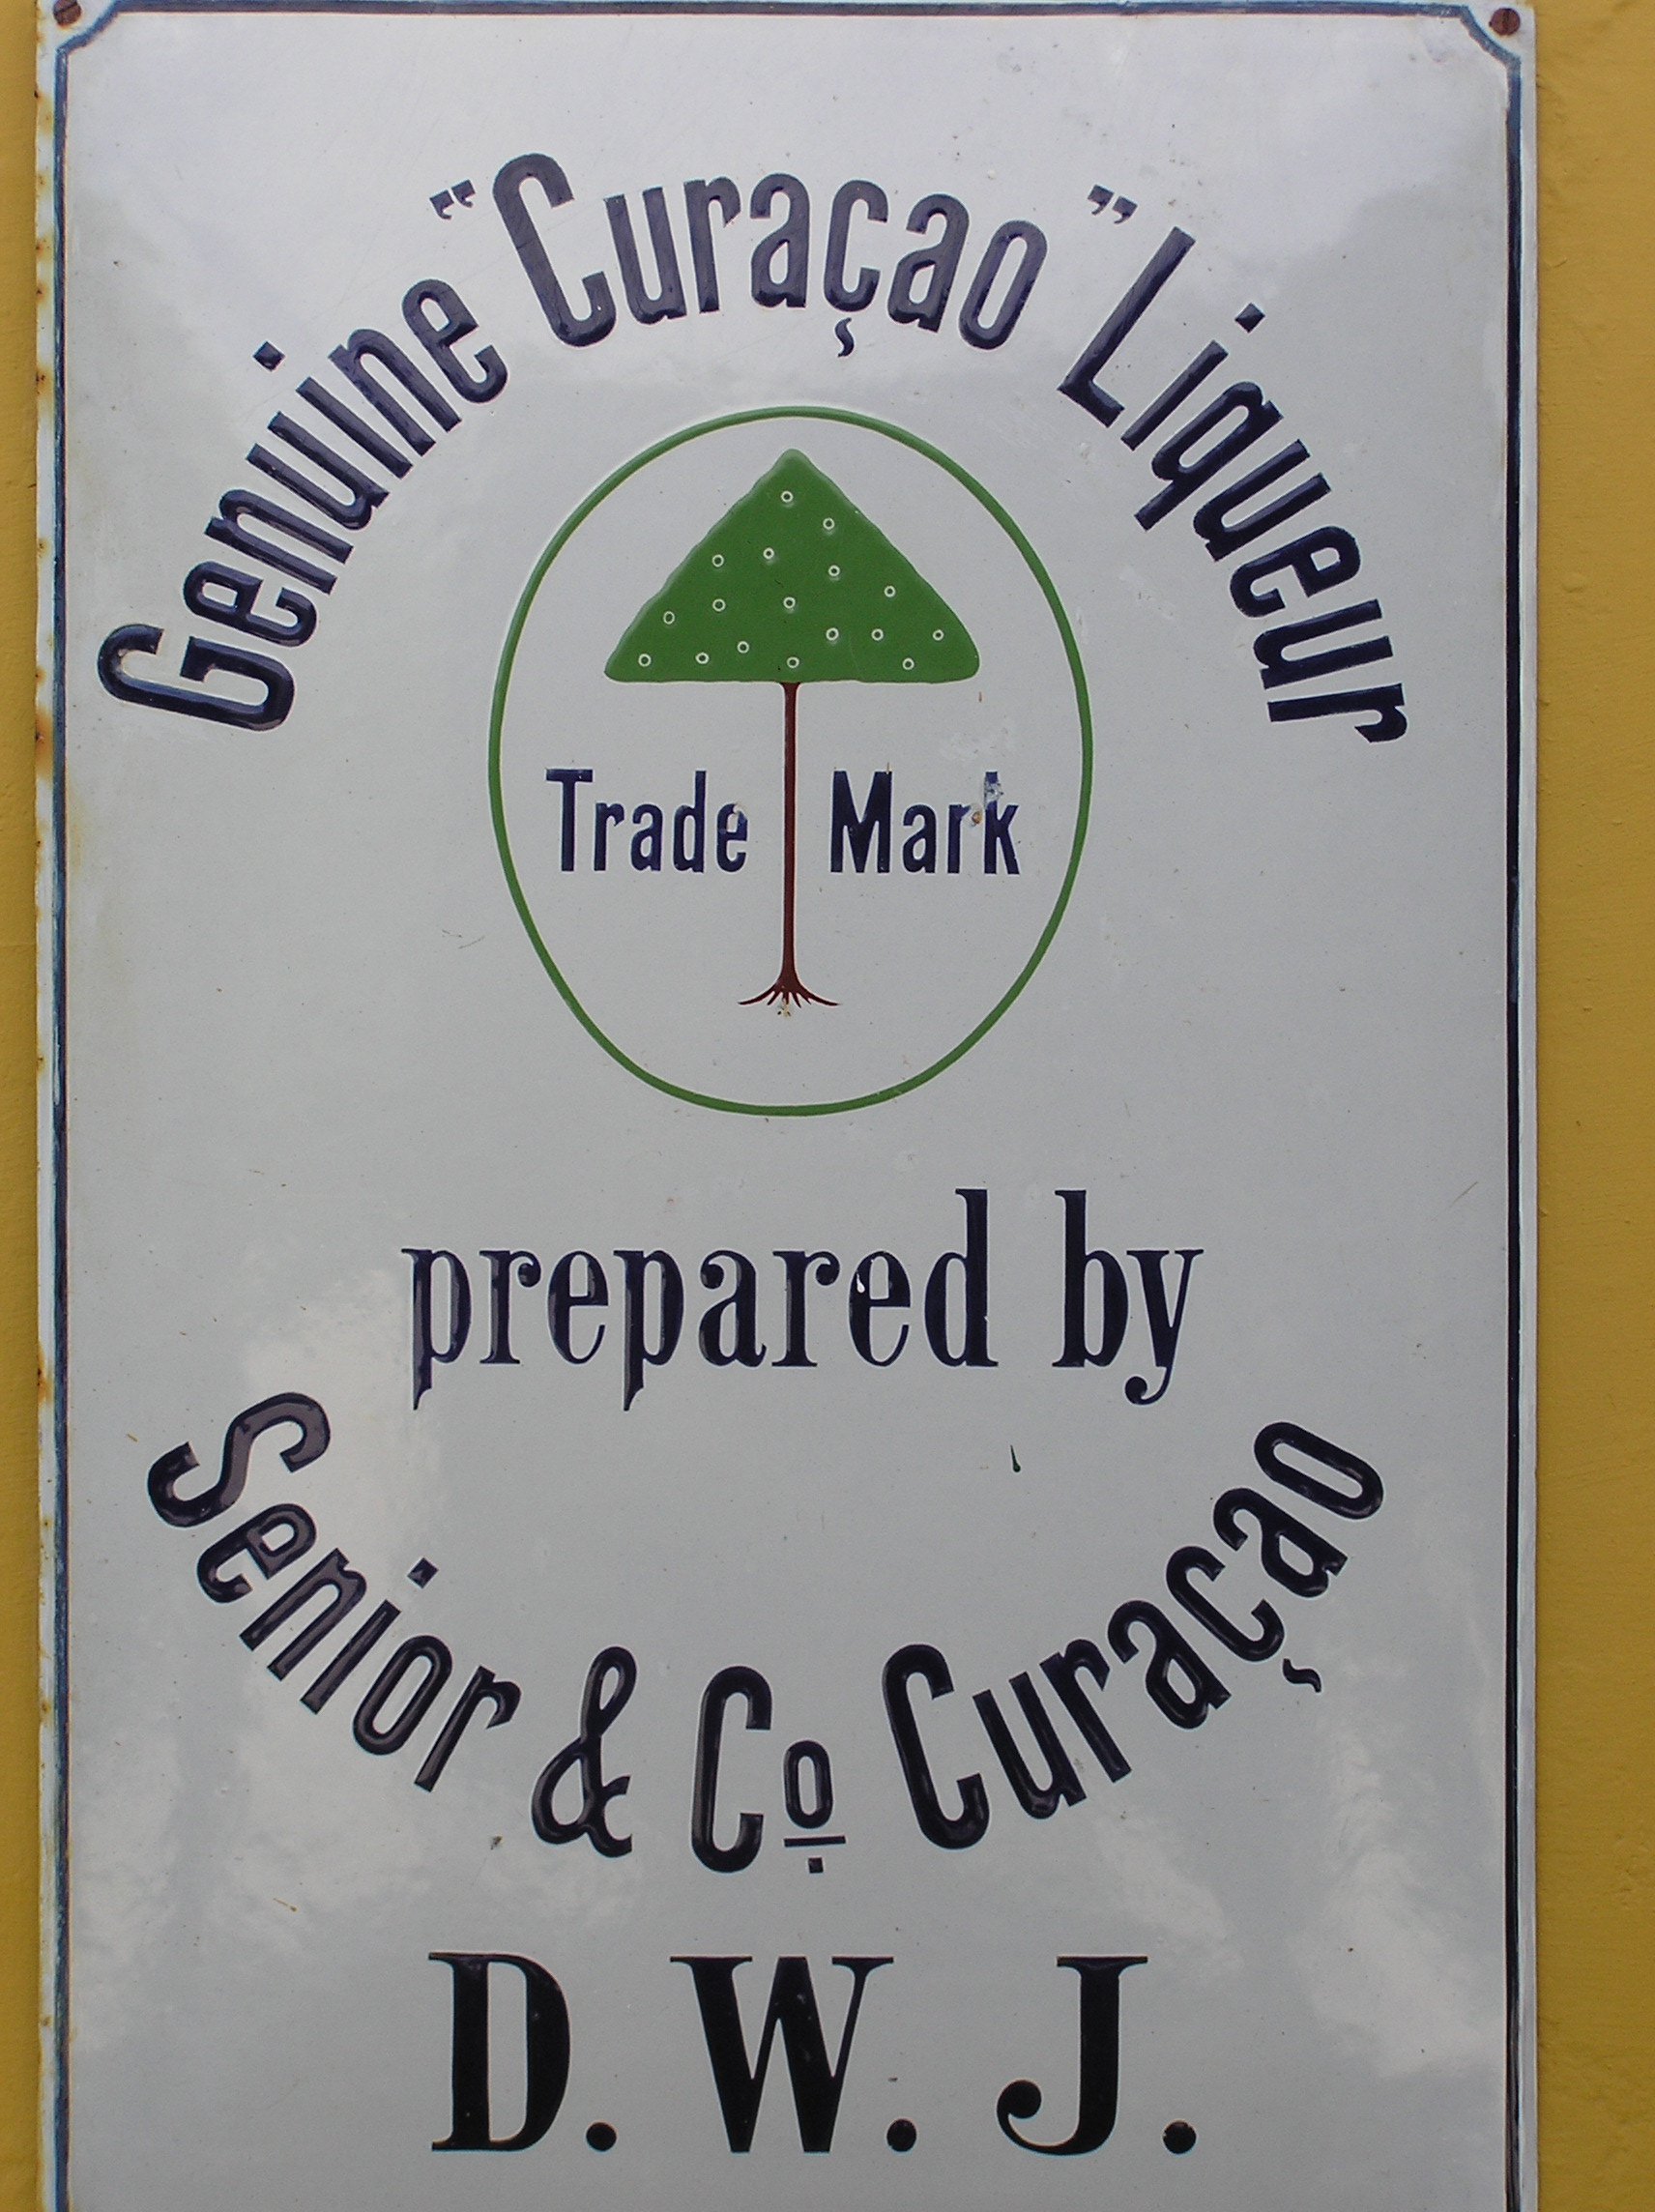 Genuine “Curaçao” Liqueur
Trade Mark
prepared by
Senior & Co. Curaçao
D. W. J.